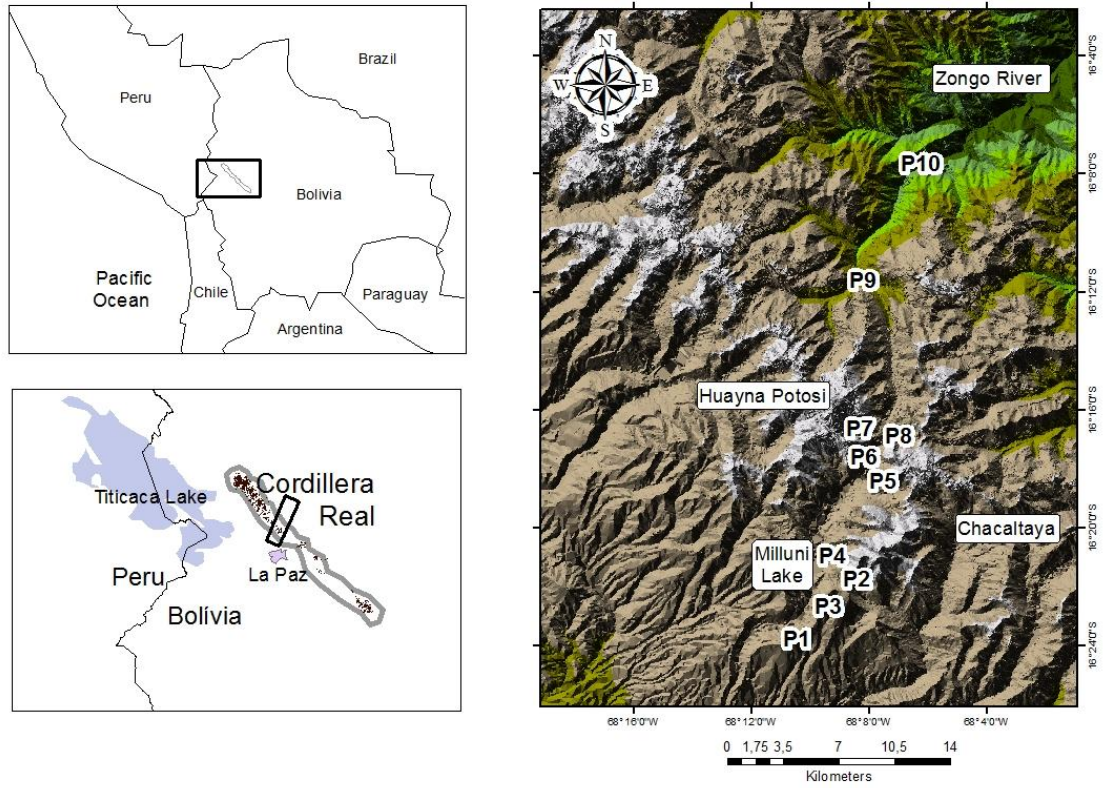 Brazil
Peru
Bolivia
Pacific
Ocean
Chile
Paraguay
Argentina
Titicaca Lake
Cordillera
Real
La Paz
Peru
Bolívia
N
W E
S
Zongo River
P10
P9
Huayna Potosi
P7
P8
P6
P5
Chacaltaya
Milluni
Lake
P4
P2
P3
P1
16°40'S
16°8'0"S
16°12'0"S
16°16'0"S
16°20'0"S
16°24'0"S
68°16'0"W 68°12'0"W 68°8'0"W 68°4'0"W
0 1,75 3,5 7 10,5 14
Kilometers